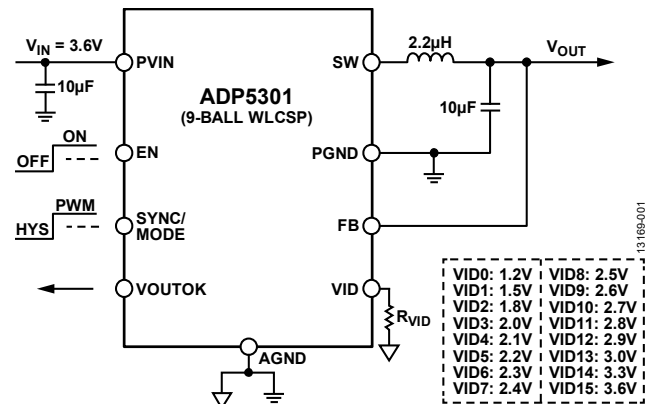 VIN = 3.6V
10µF
PVIN
ADP5301
(9-BALL WLCSP)
SW
2.2µH
VOUT
10µF
ON
OFF
EN
PGND
PWM
HYS
SYNC/
MODE
FB
VOUTOK
VID
RVID
AGND
VID0: 1.2V VID8: 2.5V
VID1: 1.5V VID9: 2.6V
VID2: 1.8V VID10: 2.7V
VID3: 2.0V VID11: 2.8V
VID4: 2.1V VID12: 2.9V
VID5: 2.2V VID13: 3.0V
VID6: 2.3V VID14: 3.3V
VID7: 2.4V VID15: 3.6V
13169-001